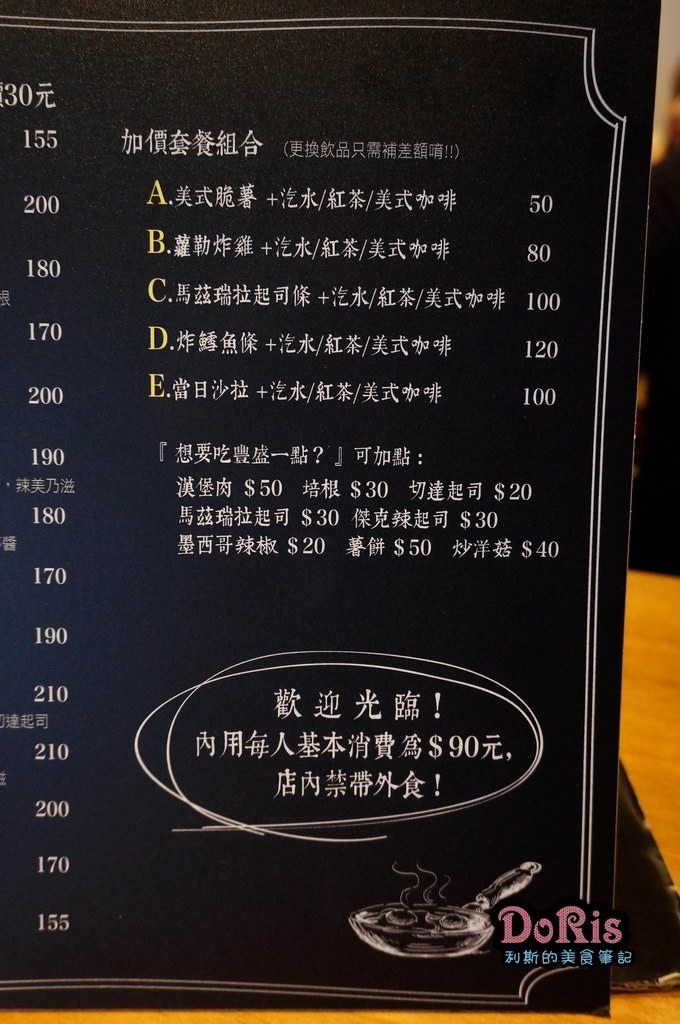 價30元
155
200
180
根
170
200
190
，辣美乃滋
180
醬
170
190
210
切達起司
210
滋
200
170
155
加價套餐組合 （更換飲品只需補差額唷!!）
A.美式脆薯 +汽水/紅茶/美式咖啡 50
B.蘿勒炸雞 +汽水/紅茶/美式咖啡 80
C.馬茲瑞拉起司條 +汽水/紅茶/美式咖啡 100
D.炸鱈魚條 +汽水/紅茶/美式咖啡 120
E.當日沙拉 +汽水/紅茶/美式咖啡 100
『 想要吃豐盛一點？』可加點：
漢堡肉 $50 培根 $30 切達起司 $20
馬茲瑞拉起司 $30 傑克辣起司 $30
墨西哥辣椒 $20 薯餅 $50 炒洋菇 $40
歡迎光臨！
內用每人基本消費為$90元,
店內禁帶外食！
DoRis
利斯的美食筆記